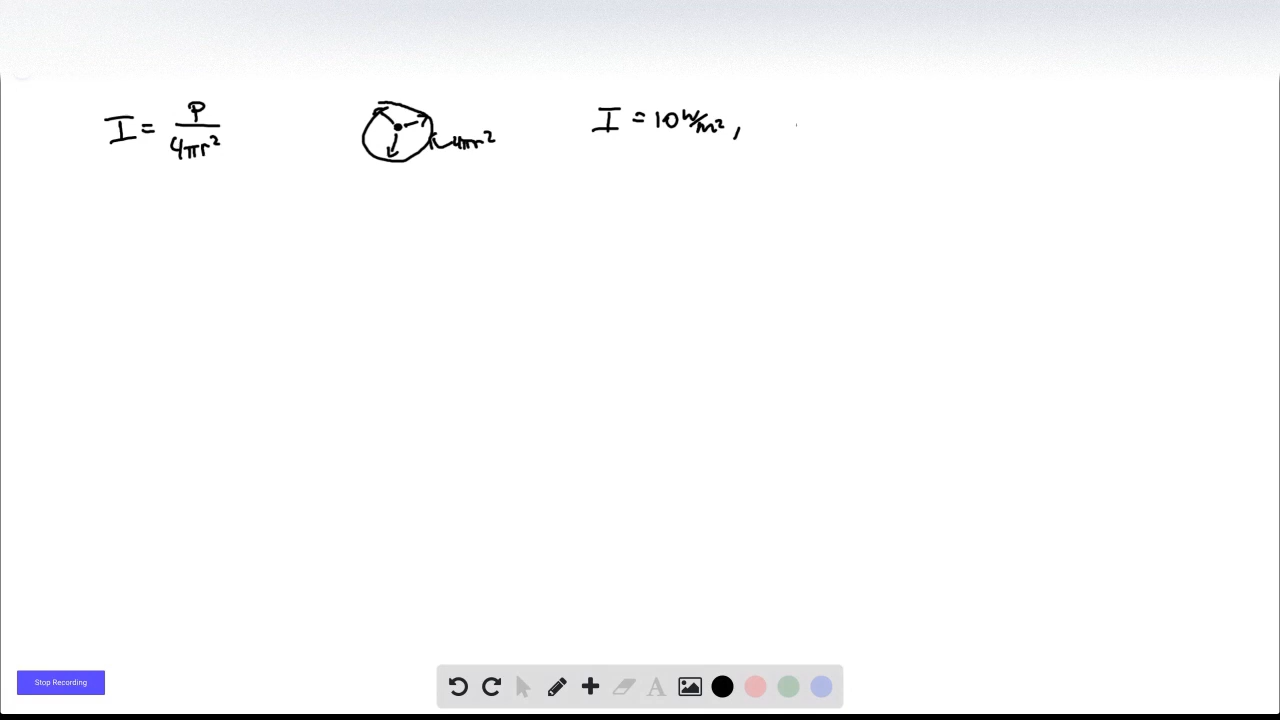 I = P / 4πr²
4πr²
I = 10 W/m²,
Stop Recording
A